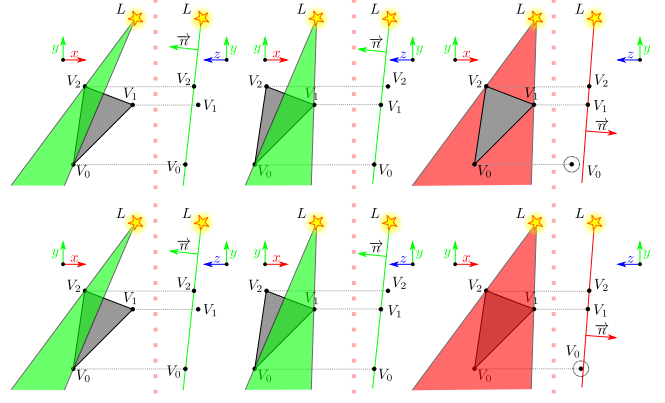 L L L L L L
y x n z y y x n z y y x n z y
V₂ V₂ V₂ V₂ V₂ V₂
V₁ V₁ V₁ V₁ V₁ V₁
V₀ V₀ V₀ V₀ V₀ V₀
L L L L L L
y x n z y y x n z y y x n z y
V₂ V₂ V₂ V₂ V₂ V₂
V₁ V₁ V₁ V₁ V₁ V₁
V₀ V₀ V₀ V₀ V₀ V₀